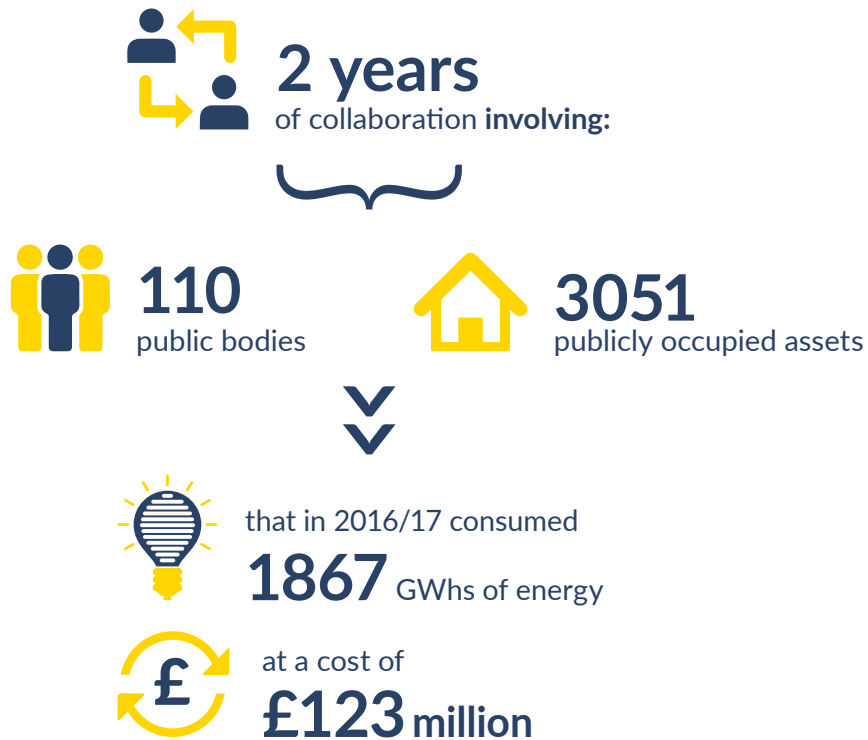 2 years
of collaboration involving:
110
public bodies
3051
publicly occupied assets
that in 2016/17 consumed
1867 GWhs of energy
£
at a cost of
£123 million